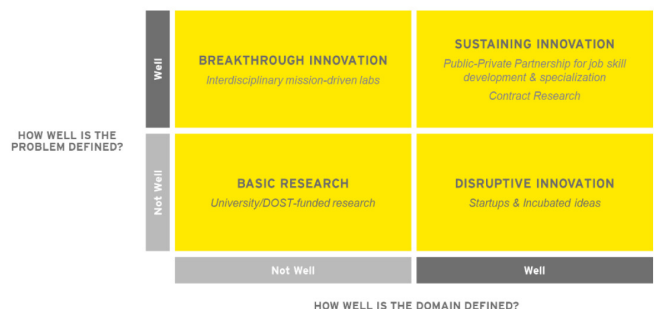 HOW WELL IS THE
PROBLEM DEFINED?
Well
BREAKTHROUGH INNOVATION
Interdisciplinary mission-driven labs
SUSTAINING INNOVATION
Public-Private Partnership for job skill
development & specialization
Contract Research
Not Well
BASIC RESEARCH
University/DOST-funded research
DISRUPTIVE INNOVATION
Startups & Incubated ideas
Not Well
Well
HOW WELL IS THE DOMAIN DEFINED?